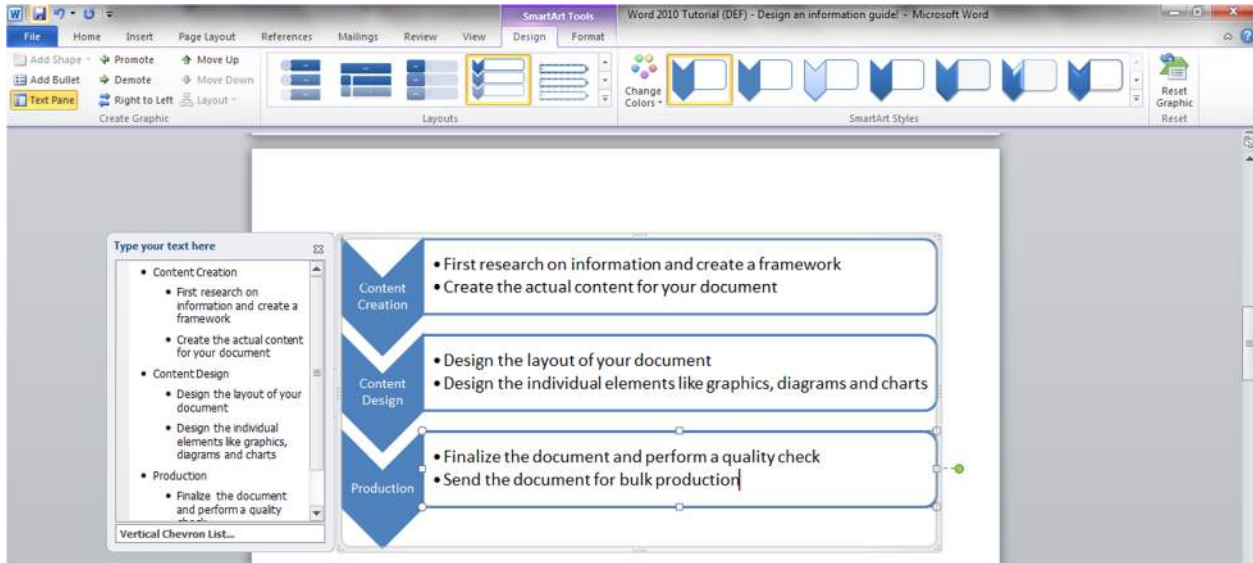 SmartArt Tools
Word 2010 Tutorial (DEF) - Design an information guide! - Microsoft Word
File Home Insert Page Layout References Mailings Review View Design Format
Add Shape Promote Move Up
Add Bullet Demote Move Down
Text Pane Right to Left Layout
Create Graphic
Layouts
Change
Colors
SmartArt Styles
Reset
Graphic
Reset
Type your text here
• Content Creation
• First research on
information and create a
framework
• Create the actual content
for your document
• Content Design
• Design the layout of your
document
• Design the individual
elements like graphics,
diagrams and charts
• Production
• Finalize the document
and perform a quality
Vertical Chevron List...
Content
Creation
• First research on information and create a framework
• Create the actual content for your document
Content
Design
• Design the layout of your document
• Design the individual elements like graphics, diagrams and charts
Production
• Finalize the document and perform a quality check
• Send the document for bulk production